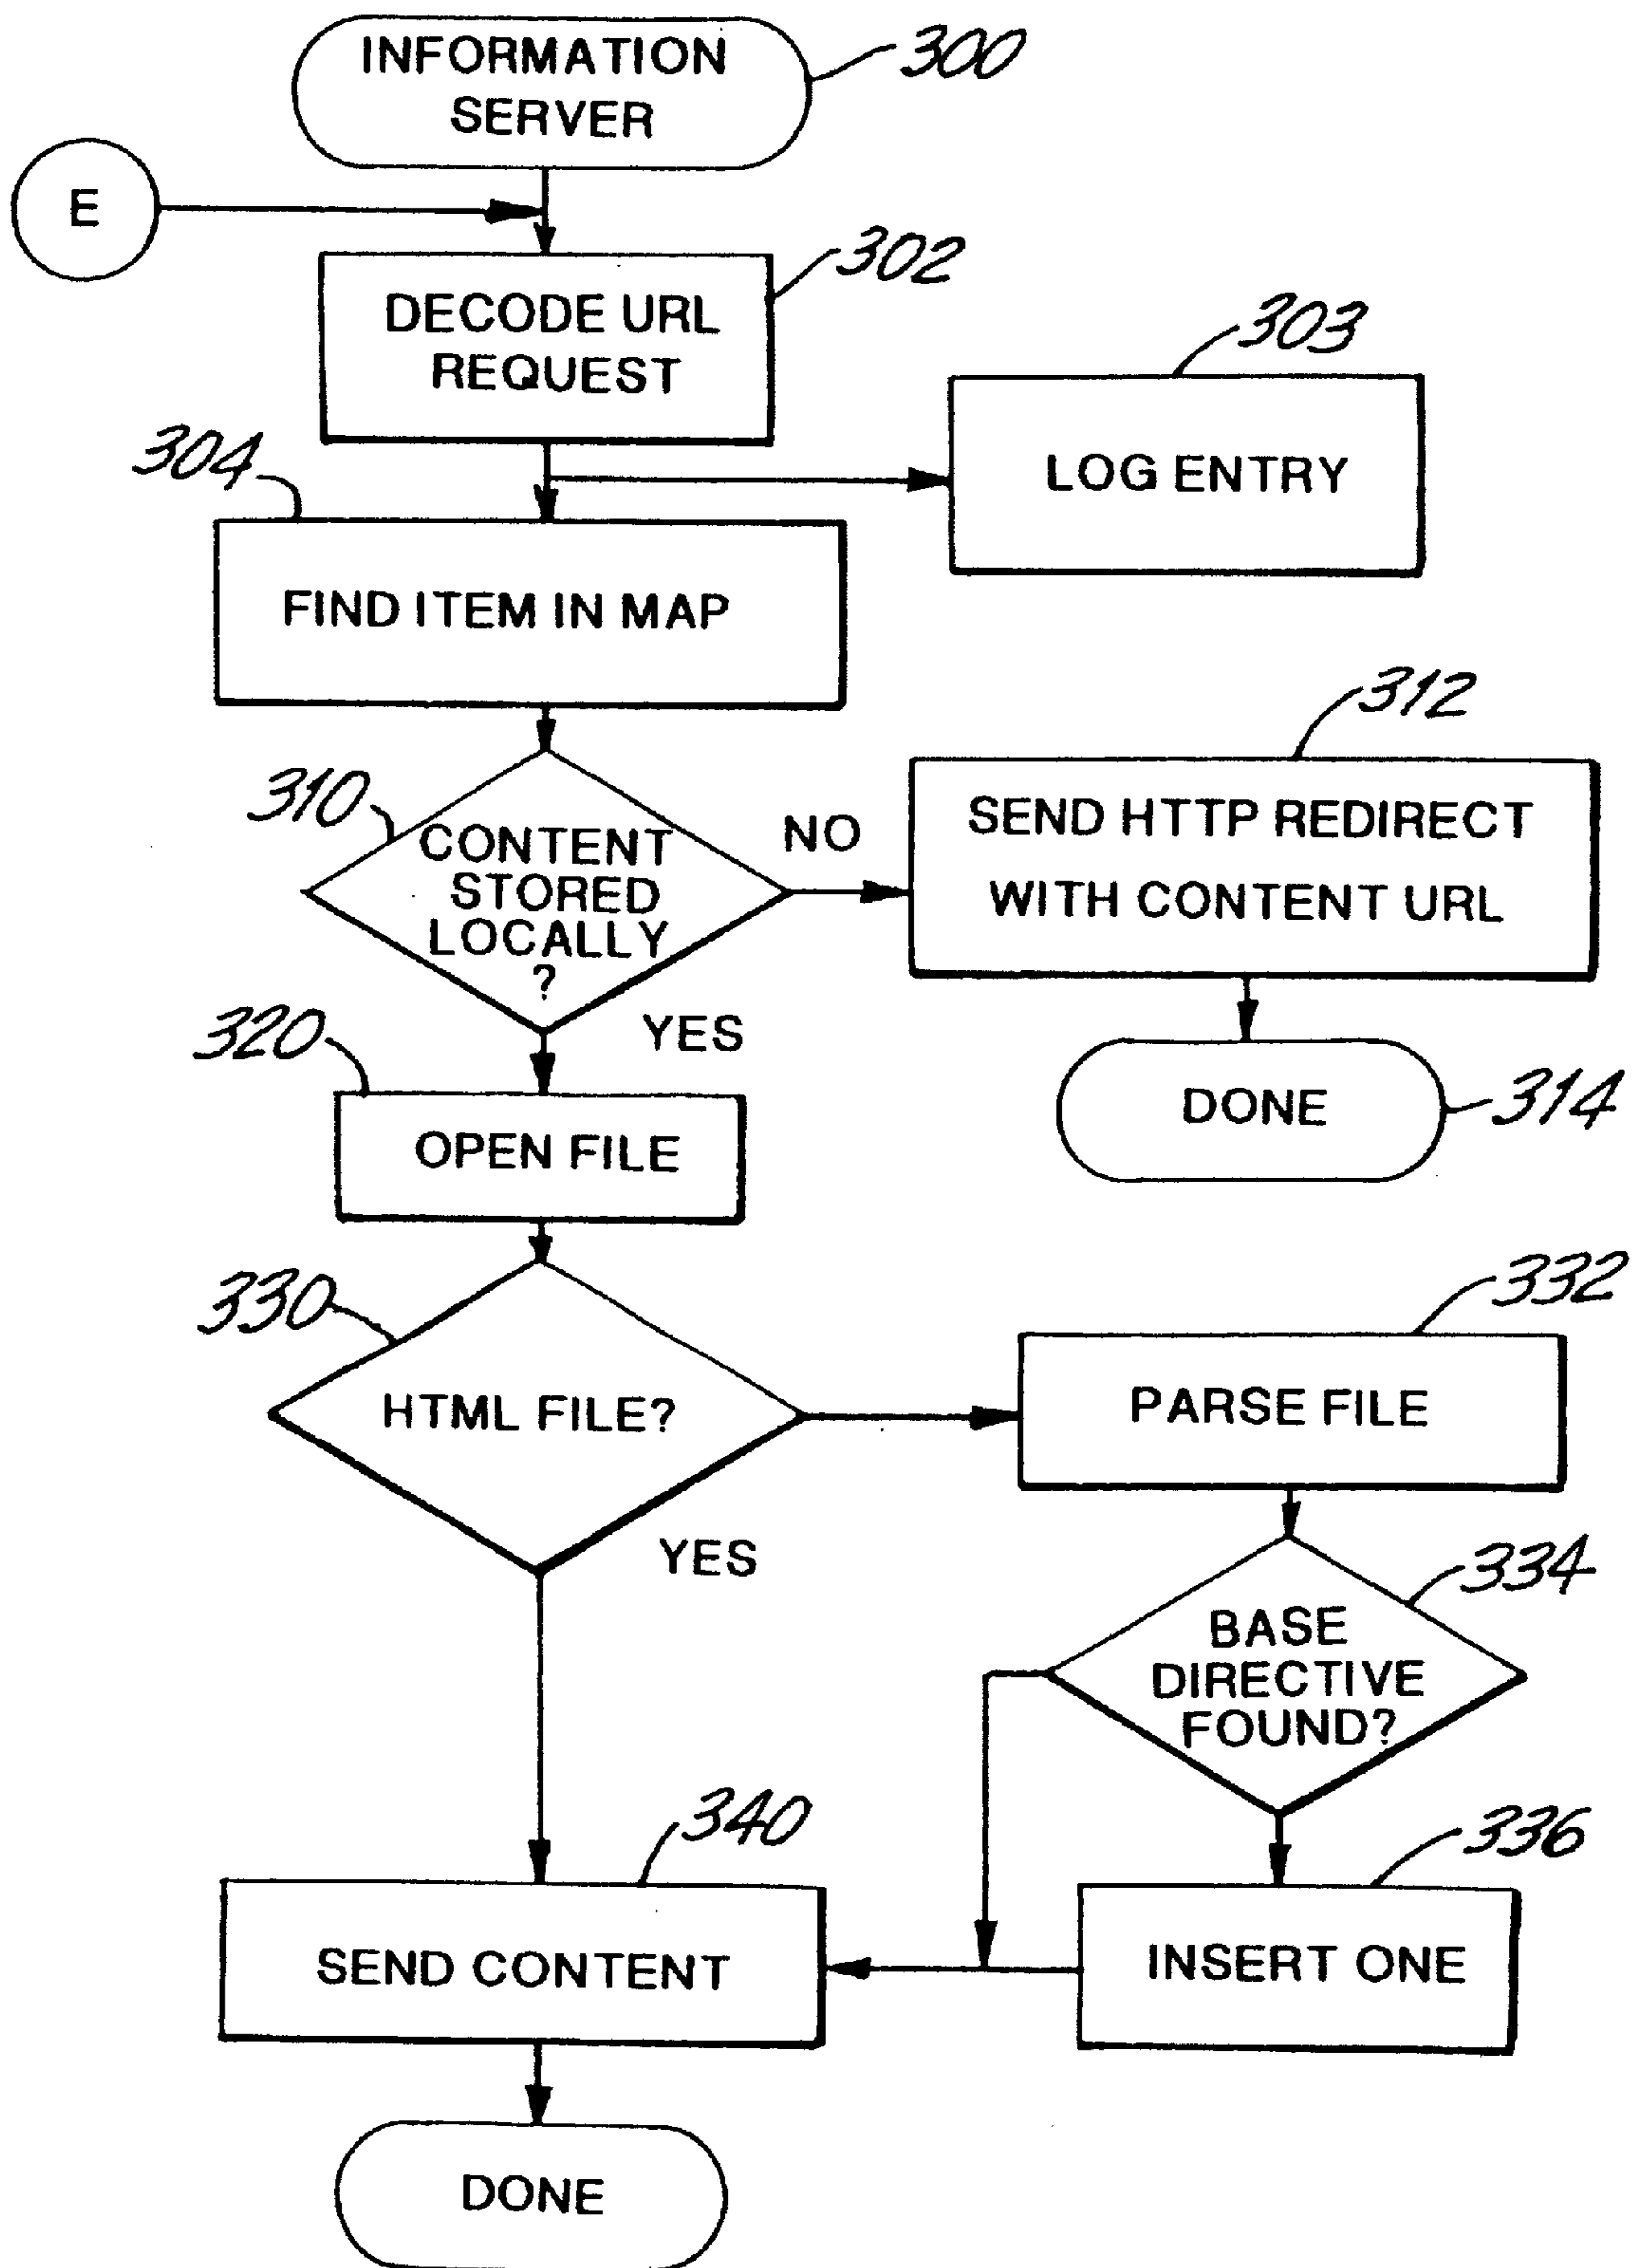 INFORMATION
SERVER
300
E
302
DECODE URL
REQUEST
303
LOG ENTRY
304
FIND ITEM IN MAP
310
CONTENT
STORED
LOCALLY
?
NO
312
SEND HTTP REDIRECT
WITH CONTENT URL
YES
DONE
314
320
OPEN FILE
330
HTML FILE?
332
PARSE FILE
YES
334
BASE
DIRECTIVE
FOUND?
340
336
SEND CONTENT
INSERT ONE
DONE